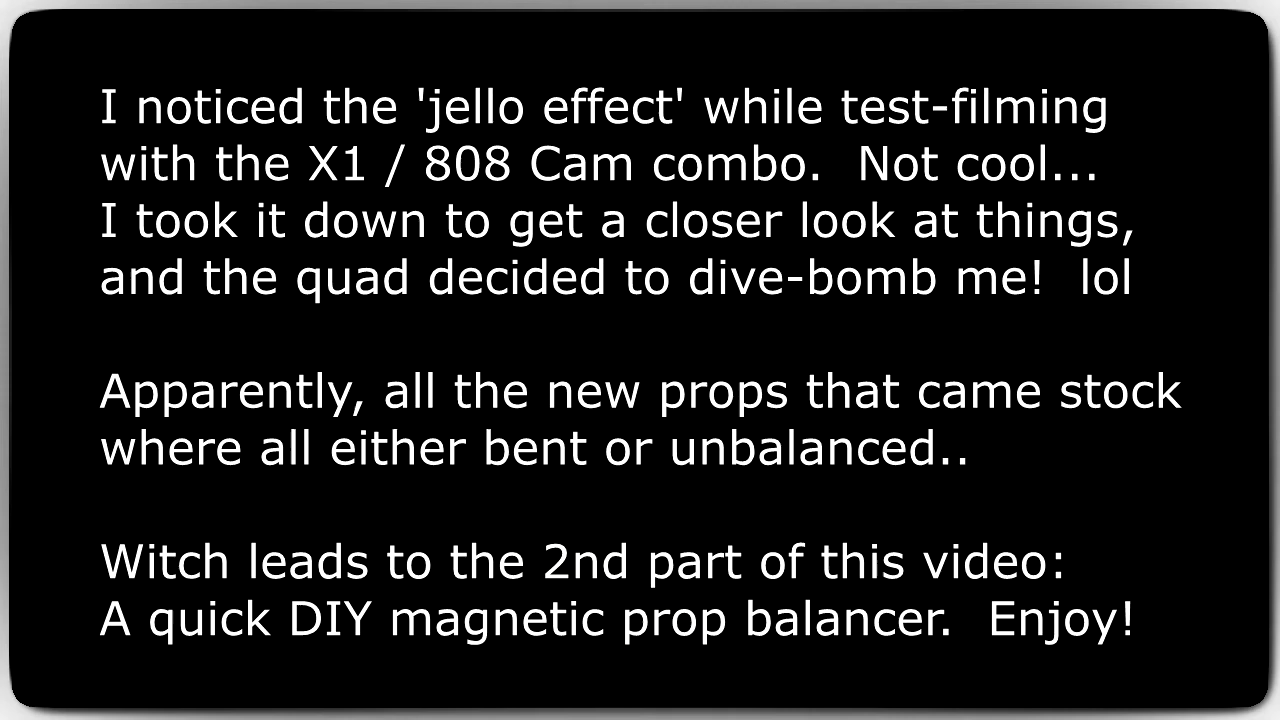 I noticed the 'jello effect' while test-filming
with the X1 / 808 Cam combo.  Not cool...
I took it down to get a closer look at things,
and the quad decided to dive-bomb me!  lol
Apparently, all the new props that came stock
where all either bent or unbalanced..
Witch leads to the 2nd part of this video:
A quick DIY magnetic prop balancer.  Enjoy!